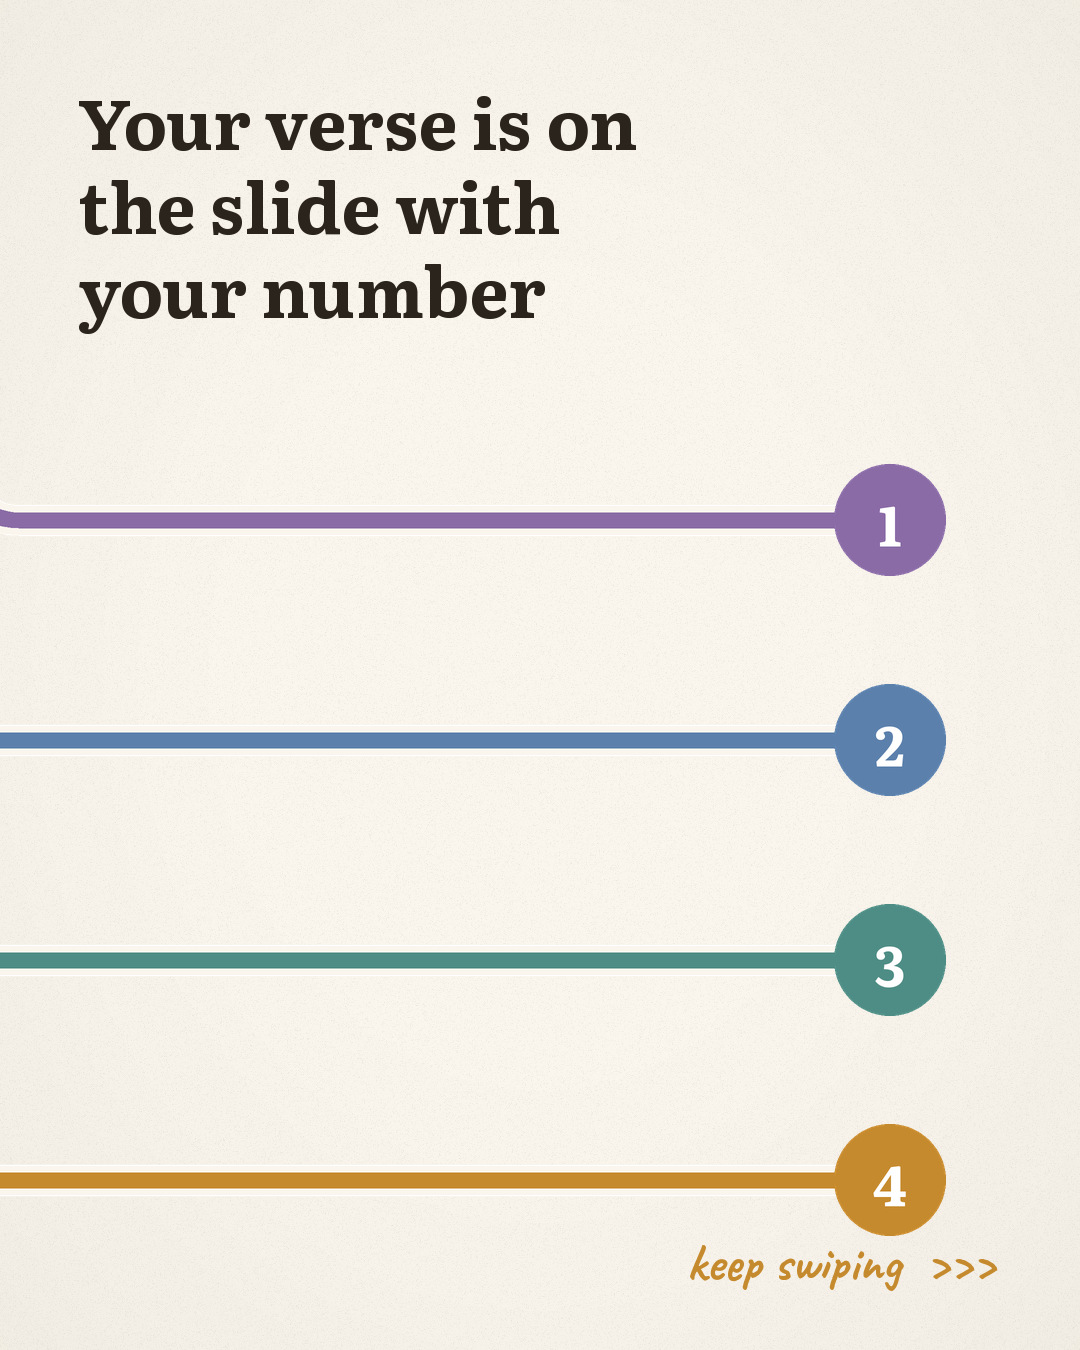 Your verse is on
the slide with
your number
1
2
3
4
keep swiping >>>